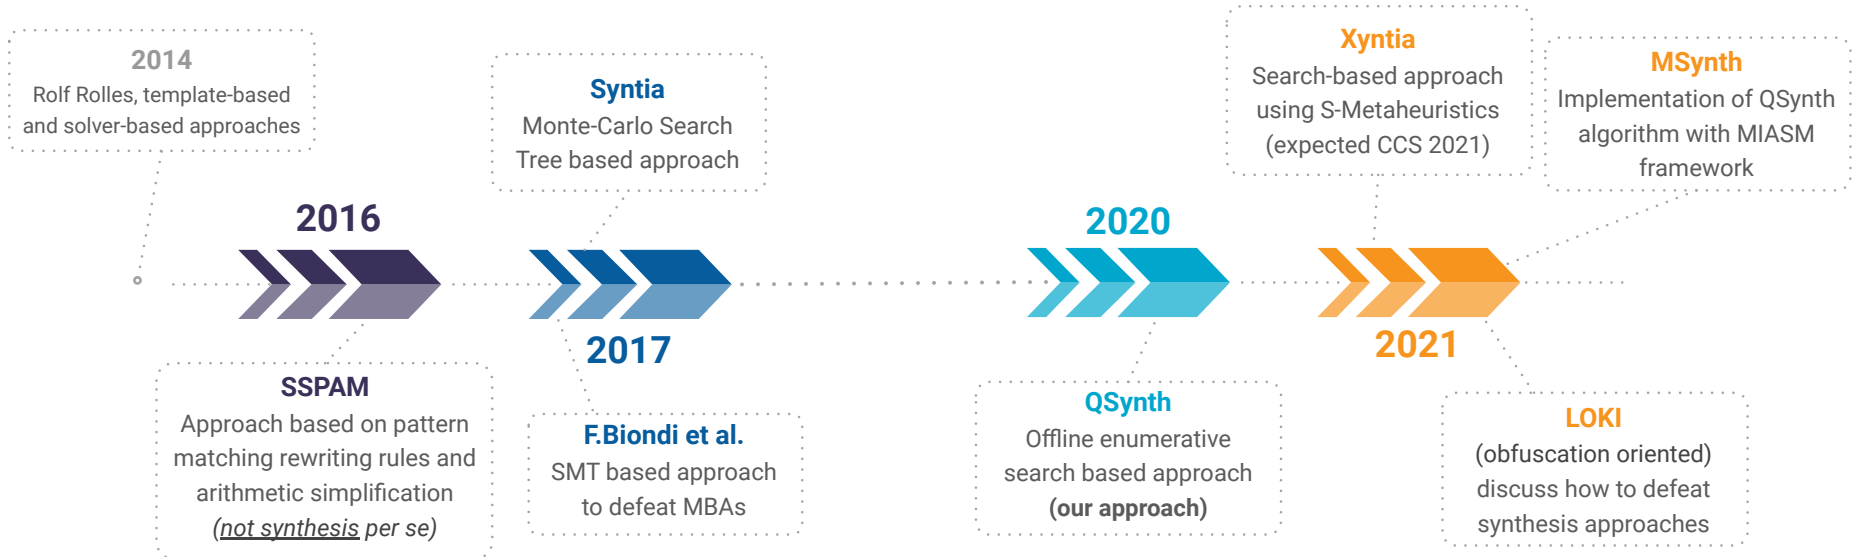 2014
Rolf Rolles, template-based
and solver-based approaches
2016
SSPAM
Approach based on pattern
matching rewriting rules and
arithmetic simplification
(not synthesis per se)
Syntia
Monte-Carlo Search
Tree based approach
2017
F.Biondi et al.
SMT based approach
to defeat MBAs
2020
QSynth
Offline enumerative
search based approach
(our approach)
Xyntia
Search-based approach
using S-Metaheuristics
(expected CCS 2021)
MSynth
Implementation of QSynth
algorithm with MIASM
framework
2021
LOKI
(obfuscation oriented)
discuss how to defeat
synthesis approaches